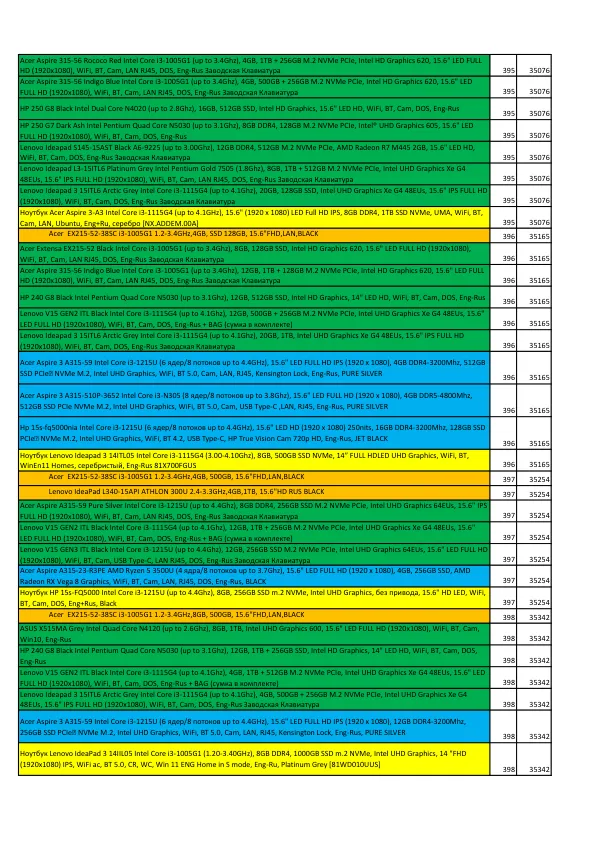 Acer Aspire 315-56 Rococo Red Intel Core i3-1005G1 (up to 3.4Ghz), 4GB, 1TB + 256GB M.2 NVMe PCIe, Intel HD Graphics 620, 15.6" LED FULL
HD (1920x1080), WiFi, BT, Cam, LAN RJ45, DOS, Eng-Rus Заводская Клавиатура 395 35076
Acer Aspire 315-56 Indigo Blue Intel Core i3-1005G1 (up to 3.4Ghz), 4GB, 500GB + 256GB M.2 NVMe PCIe, Intel HD Graphics 620, 15.6" LED
FULL HD (1920x1080), WiFi, BT, Cam, LAN RJ45, DOS, Eng-Rus Заводская Клавиатура 395 35076
HP 250 G8 Black Intel Dual Core N4020 (up to 2.8Ghz), 16GB, 512GB SSD, Intel HD Graphics, 15.6" LED HD, WiFi, BT, Cam, DOS, Eng-Rus 395 35076
HP 250 G7 Dark Ash Intel Pentium Quad Core N5030 (up to 3.1Ghz), 8GB DDR4, 128GB M.2 NVMe PCIe, Intel® UHD Graphics 605, 15.6" LED
FULL HD (1920x1080), WiFi, BT, Cam, DOS, Eng-Rus 395 35076
Lenovo Ideapad S145-15AST Black A6-9225 (up to 3.00Ghz), 12GB DDR4, 512GB M.2 NVMe PCIe, AMD Radeon R7 M445 2GB, 15.6" LED HD,
WiFi, BT, Cam, DOS, Eng-Rus Заводская Клавиатура 395 35076
Lenovo Ideapad L3-15ITL6 Platinum Grey Intel Pentium Gold 7505 (1.8Ghz), 8GB, 1TB + 512GB M.2 NVMe PCIe, Intel UHD Graphics Xe G4
48EUs, 15.6" IPS FULL HD (1920x1080), WiFi, BT, Cam, DOS, Eng-Rus Заводская Клавиатура 395 35076
Lenovo Ideapad 3 15ITL6 Arctic Grey Intel Core i3-1115G4 (up to 4.1Ghz), 20GB, 128GB SSD, Intel UHD Graphics Xe G4 48EUs, 15.6" IPS FULL HD
(1920x1080), WiFi, BT, Cam, DOS, Eng-Rus Заводская Клавиатура 395 35076
Ноутбук Acer Aspire 3-A3 Intel Core i3-1115G4 (up to 4.1GHz), 15.6" (1920 x 1080) LED Full HD IPS, 8GB DDR4, 1TB SSD NVMe, UMA, WiFi, BT,
Cam, LAN, Ubuntu, Eng+Ru, серебро [NX.ADDEM.00A] 395 35076
Acer EX215-52-38SC i3-1005G1 1.2-3.4GHz,4GB, SSD 128GB, 15.6"FHD,LAN,BLACK 396 35165
Acer Extensa EX215-52 Black Intel Core i3-1005G1 (up to 3.4Ghz), 8GB, 128GB SSD, Intel HD Graphics 620, 15.6" LED FULL HD (1920x1080),
WiFi, BT, Cam, LAN RJ45, DOS, Eng-Rus Заводская Клавиатура 396 35165
Acer Aspire 315-56 Indigo Blue Intel Core i3-1005G1 (up to 3.4Ghz), 12GB, 1TB + 128GB M.2 NVMe PCIe, Intel HD Graphics 620, 15.6" LED
FULL HD (1920x1080), WiFi, BT, Cam, LAN RJ45, DOS, Eng-Rus Заводская Клавиатура 396 35165
HP 240 G8 Black Intel Pentium Quad Core N5030 (up to 3.1Ghz), 12GB, 512GB SSD, Intel HD Graphics, 14" LED HD, WiFi, BT, Cam, DOS, Eng-Rus 396 35165
Lenovo V15 GEN2 ITL Black Intel Core i3-1115G4 (up to 4.1Ghz), 12GB, 500GB + 512GB M.2 NVMe PCIe, Intel UHD Graphics Xe G4 48EUs, 15.6"
LED FULL HD (1920x1080), WiFi, BT, Cam, DOS, Eng-Rus + BAG (сумка в комплекте) 396 35165
Lenovo Ideapad 3 15ITL6 Arctic Grey Intel Core i3-1115G4 (up to 4.1Ghz), 20GB, 1TB, Intel UHD Graphics Xe G4 48EUs, 15.6" IPS FULL HD
(1920x1080), WiFi, BT, Cam, DOS, Eng-Rus Заводская Клавиатура 396 35165
Acer Aspire 3 A315-59 Intel Core i3-1215U (6 ядер/8 потоков up to 4.4GHz), 15.6" LED FULL HD IPS (1920 x 1080), 4GB DDR4-3200Mhz, 512GB
SSD PCIe NVMe M.2, Intel UHD Graphics, WiFi, BT 5.0, Cam, LAN, RJ45, Kensington Lock, Eng-Rus, PURE SILVER 396 35165
Acer Aspire 3 A315-510P-3652 Intel Core i3-N305 (8 ядер/8 потоков up to 3.8Hz), 15.6" LED FULL HD (1920 x 1080), 4GB DDR5-4800Mhz,
512GB SSD PCIe NVMe M.2, Intel UHD Graphics, WiFi, BT 5.0, Cam, USB Type-C ,LAN, RJ45, Eng-Rus, PURE SILVER 396 35165
Hp 15s-fq5000nia Intel Core i3-1215U (6 ядер/8 потоков up to 4.4Hz), 15.6" LED HD (1920 x 1080) 250nits, 16GB DDR4-3200Mhz, 128GB SSD
PCIe NVMe M.2, Intel UHD Graphics, WiFi, BT 4.2, USB Type-C, HP True Vision Cam 720p HD, Eng-Rus, JET BLACK 396 35165
Ноутбук Lenovo Ideapad 3 14ITL05 Intel Core i3-1115G4 (3.00-4.10GHz), 8GB, 500GB SSD NVMe, 14” FULL HDLED UHD Graphics, WiFi, BT,
WinEn11 Homes, серебристый, Eng-Rus 81X700FGUS 396 35165
Acer EX215-52-38SC i3-1005G1 1.2-3.4GHz,4GB, 500GB,15.6"FHD,LAN,BLACK 397 35254
Lenovo IdeaPad L340-15API ATHLON 300U 2.4-3.3GHz,4GB,1TB, 15.6"HD RUS BLACK 397 35254
Acer Aspire A315-59 Pure Silver Intel Core i3-1215U (up to 4.4Ghz), 8GB DDR4, 256GB SSD M.2 NVMe PCIe, Intel UHD Graphics 64EUs, 15.6" IPS
FULL HD (1920x1080), WiFi, BT, Cam, LAN RJ45, DOS, Eng-Rus Заводская Клавиатура 397 35254
Lenovo V15 GEN2 ITL Black Intel Core i3-1115G4 (up to 4.1Ghz), 12GB, 1TB + 256GB M.2 NVMe PCIe, Intel UHD Graphics Xe G4 48EUs, 15.6"
LED FULL HD (1920x1080), WiFi, BT, Cam, DOS, Eng-Rus + BAG (сумка в комплекте) 397 35254
Lenovo V15 GEN3 ITL Black Intel Core i3-1215U (up to 4.4Ghz), 12GB, 256GB SSD M.2 NVMe PCIe, Intel UHD Graphics 64EUs, 15.6" LED FULL HD
(1920x1080), WiFi, BT, Cam, USB Type-C, LAN RJ45, DOS, Eng-Rus Заводская Клавиатура 397 35254
Acer Aspire A315-23-R3PE AMD Ryzen 5 3500U (4 ядра/8 потоков up to 3.7Ghz), 15.6" LED FULL HD (1920 x 1080), 4GB, 256GB SSD, AMD
Radeon RX Vega 8 Graphics, WiFi, BT, Cam, LAN RJ45, DOS, Eng-Rus, BLACK 397 35254
Ноутбук HP 15s-FQ5000 Intel Core i3-1215U (up to 4.4GHz), 8GB, 256GB SSD m.2 NVMe, Intel UHD Graphics, без привода, 15.6" HD LED, WiFi,
BT, Cam, DOS, Eng+Rus, Black 397 35254
Acer EX215-52-38SC i3-1005G1 1.2-3.4GHz,8GB, 500GB,15.6"FHD,LAN,BLACK 398 35342
ASUS X515MA Grey Intel Quad Core N4120 (up to 2.6Ghz), 8GB, 1TB, Intel UHD Graphics 600, 15.6" LED FULL HD (1920x1080), WiFi, BT, Cam,
Win10, Eng-Rus 398 35342
HP 240 G8 Black Intel Pentium Quad Core N5030 (up to 3.1Ghz), 12GB, 1TB + 256GB M.2 NVMe PCIe, Intel HD Graphics, 14" LED HD, WiFi, BT, Cam, DOS,
Eng-Rus 398 35342
Lenovo V15 GEN2 ITL Black Intel Core i3-1115G4 (up to 4.1Ghz), 4GB, 1TB + 512GB M.2 NVMe PCIe, Intel UHD Graphics Xe G4 48EUs, 15.6" LED
FULL HD (1920x1080), WiFi, BT, Cam, DOS, Eng-Rus + BAG (сумка в комплекте) 398 35342
Lenovo Ideapad 3 15ITL6 Arctic Grey Intel Core i3-1115G4 (up to 4.1Ghz), 4GB, 500GB + 256GB M.2 NVMe PCIe, Intel UHD Graphics Xe G4
48EUs, 15.6" IPS FULL HD (1920x1080), WiFi, BT, Cam, DOS, Eng-Rus Заводская Клавиатура 398 35342
Acer Aspire 3 A315-59 Intel Core i3-1215U (6 ядер/8 потоков up to 4.4GHz), 15.6" LED FULL HD IPS (1920 x 1080), 12GB DDR4-3200Mhz,
256GB SSD PCIe NVMe M.2, Intel UHD Graphics, WiFi, BT 5.0, Cam, LAN, RJ45, Kensington Lock, Eng-Rus, PURE SILVER 398 35342
Ноутбук Lenovo IdeaPad 3 14IIL05 Intel Core i3-1005G1 (1.20-3.40GHz), 8GB DDR4, 1000GB SSD m.2 NVMe, Intel UHD Graphics, 14 "FHD
(1920x1080) IPS, WiFi ac, BT 5.0, CR, WC, Win 11 ENG Home in S mode, Eng-Ru, Platinum Grey [81WD010UUS] 398 35342